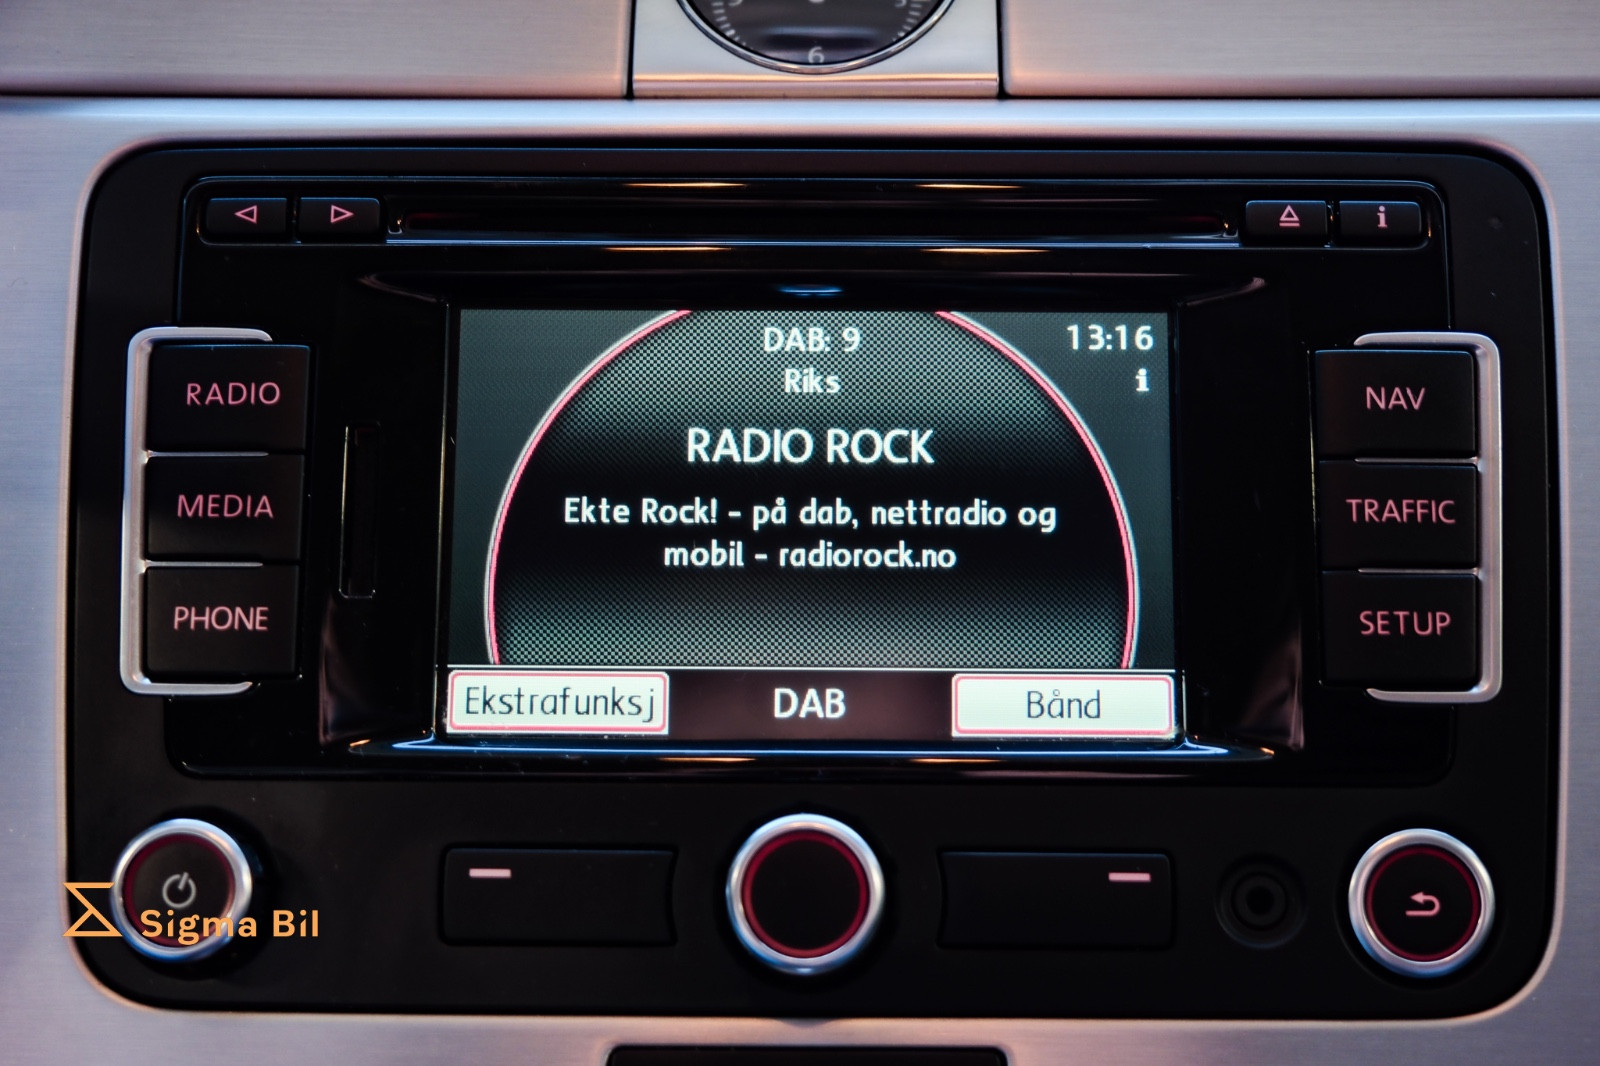 6
i
DAB: 9
13:16
Riks
i
RADIO ROCK
Ekte Rock! - på dab, nettradio og
mobil - radiorock.no
Ekstrafunksj
DAB
Bånd
RADIO
MEDIA
PHONE
NAV
TRAFFIC
SETUP
Sigma Bil